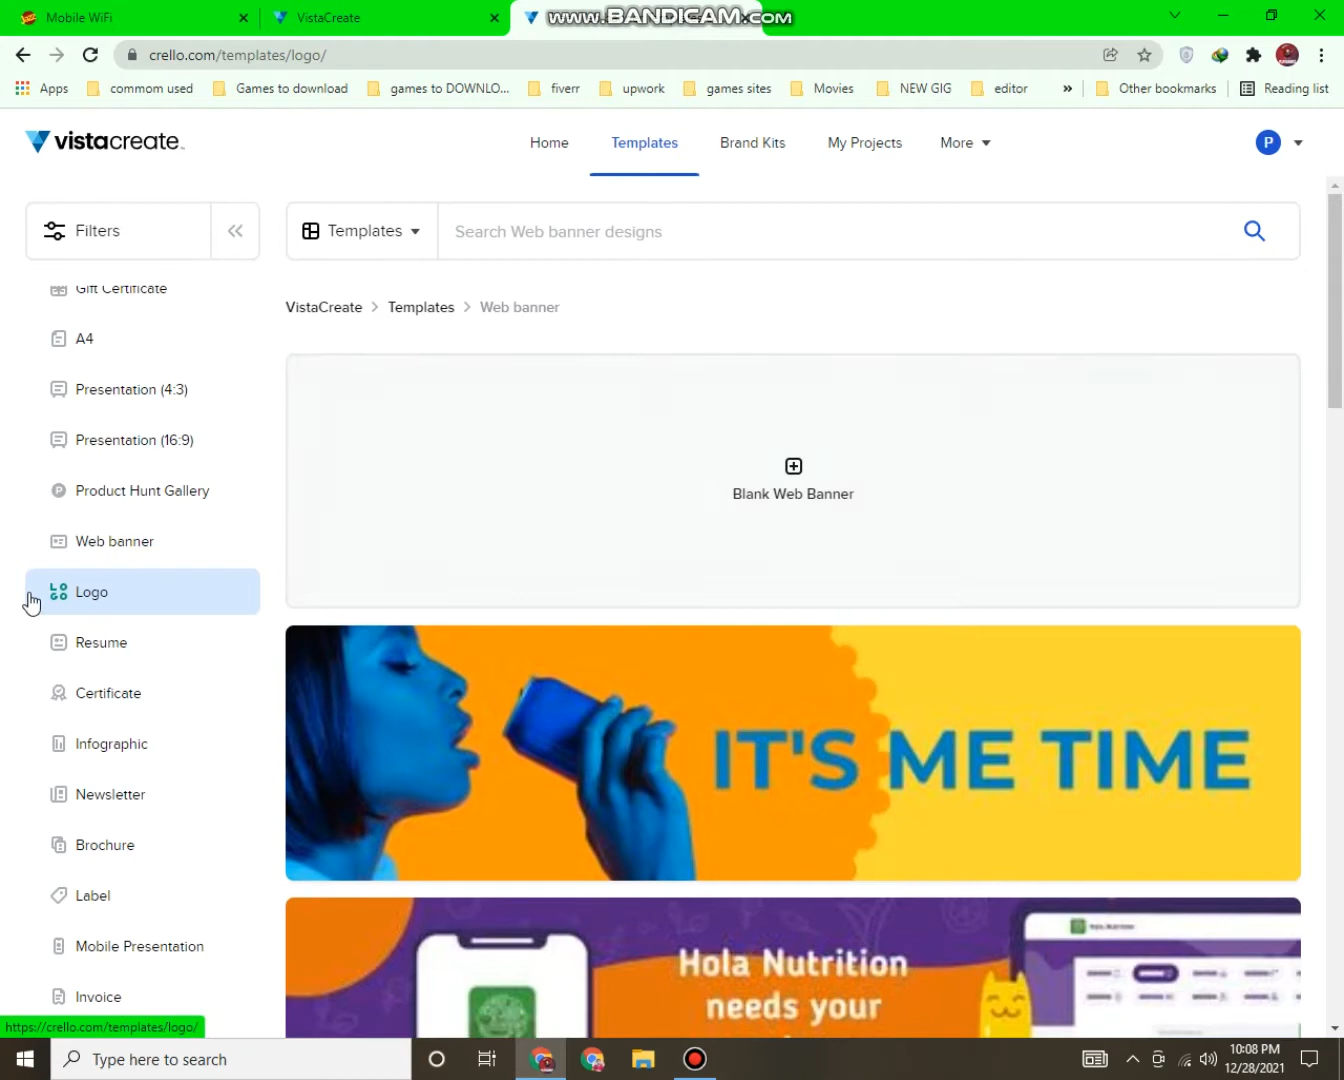 Mobile WiFi
VistaCreate
www.BANDICAM.com
crello.com/templates/logo/
Apps
commom used
Games to download
games to DOWNLO...
fiverr
upwork
games sites
Movies
NEW GIG
editor
»
Other bookmarks
Reading list
vistacreate
Home
Templates
Brand Kits
My Projects
More
P
Filters
Templates
Search Web banner designs
VistaCreate > Templates > Web banner
Gift Certificate
A4
Presentation (4:3)
Presentation (16:9)
Product Hunt Gallery
Web banner
Logo
Resume
Certificate
Infographic
Newsletter
Brochure
Label
Mobile Presentation
Invoice
Blank Web Banner
IT'S ME TIME
Hola Nutrition
needs your
https://crello.com/templates/logo/
Type here to search
10:08 PM
12/28/2021